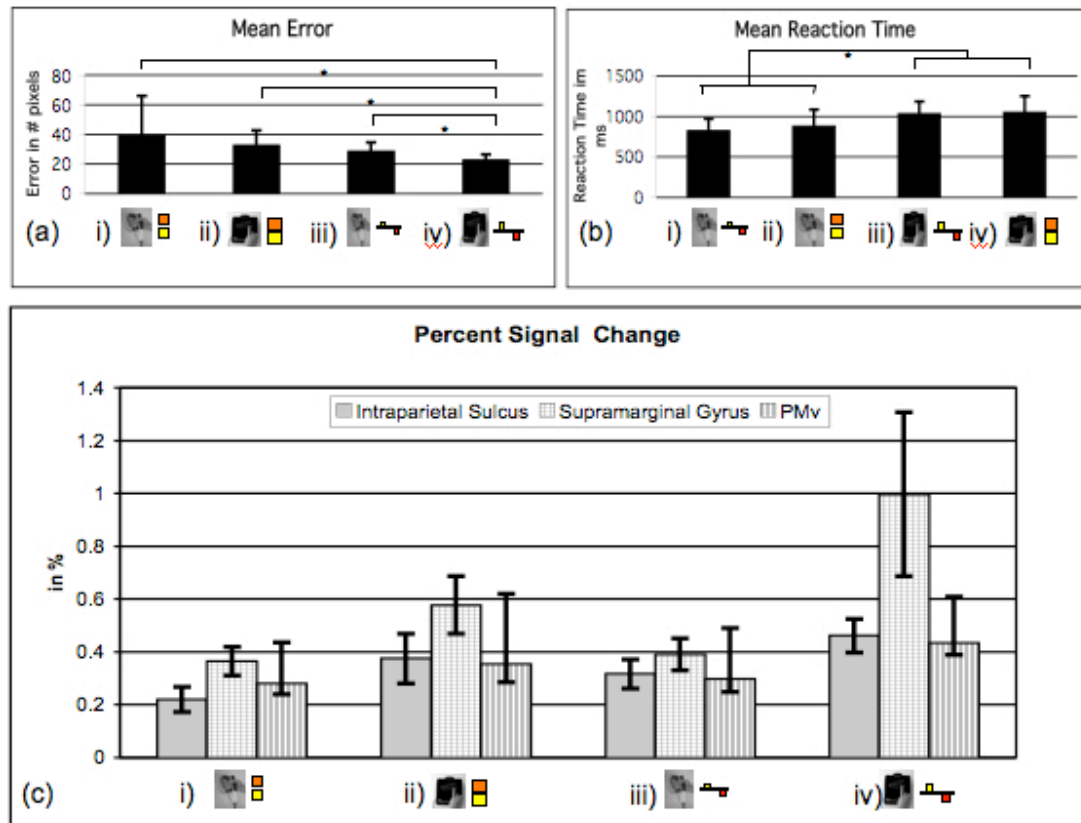 Mean Error
Error in # pixels
80
60
40
20
0
*
*
*
(a) i) ii) iii) iv)
Mean Reaction Time
Reaction Time im
ms
1500
1000
500
0
*
(b) i) ii) iii) iv)
Percent Signal Change
Intraparietal Sulcus Supramarginal Gyrus PMv
in %
1.4
1.2
1
0.8
0.6
0.4
0.2
0
(c) i) ii) iii) iv)